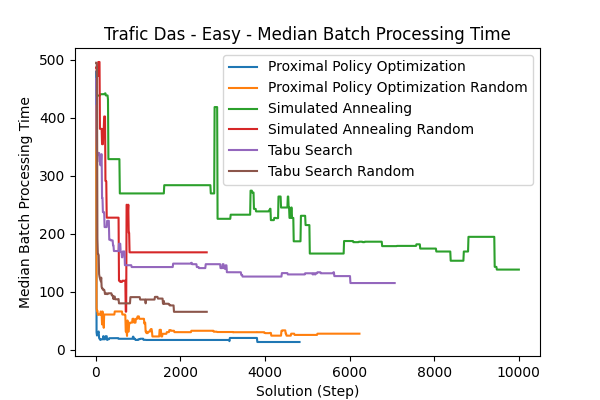 Trafic Das - Easy - Median Batch Processing Time
500
400
300
200
100
0
Median Batch Processing Time
Proximal Policy Optimization
Proximal Policy Optimization Random
Simulated Annealing
Simulated Annealing Random
Tabu Search
Tabu Search Random
0 2000 4000 6000 8000 10000
Solution (Step)